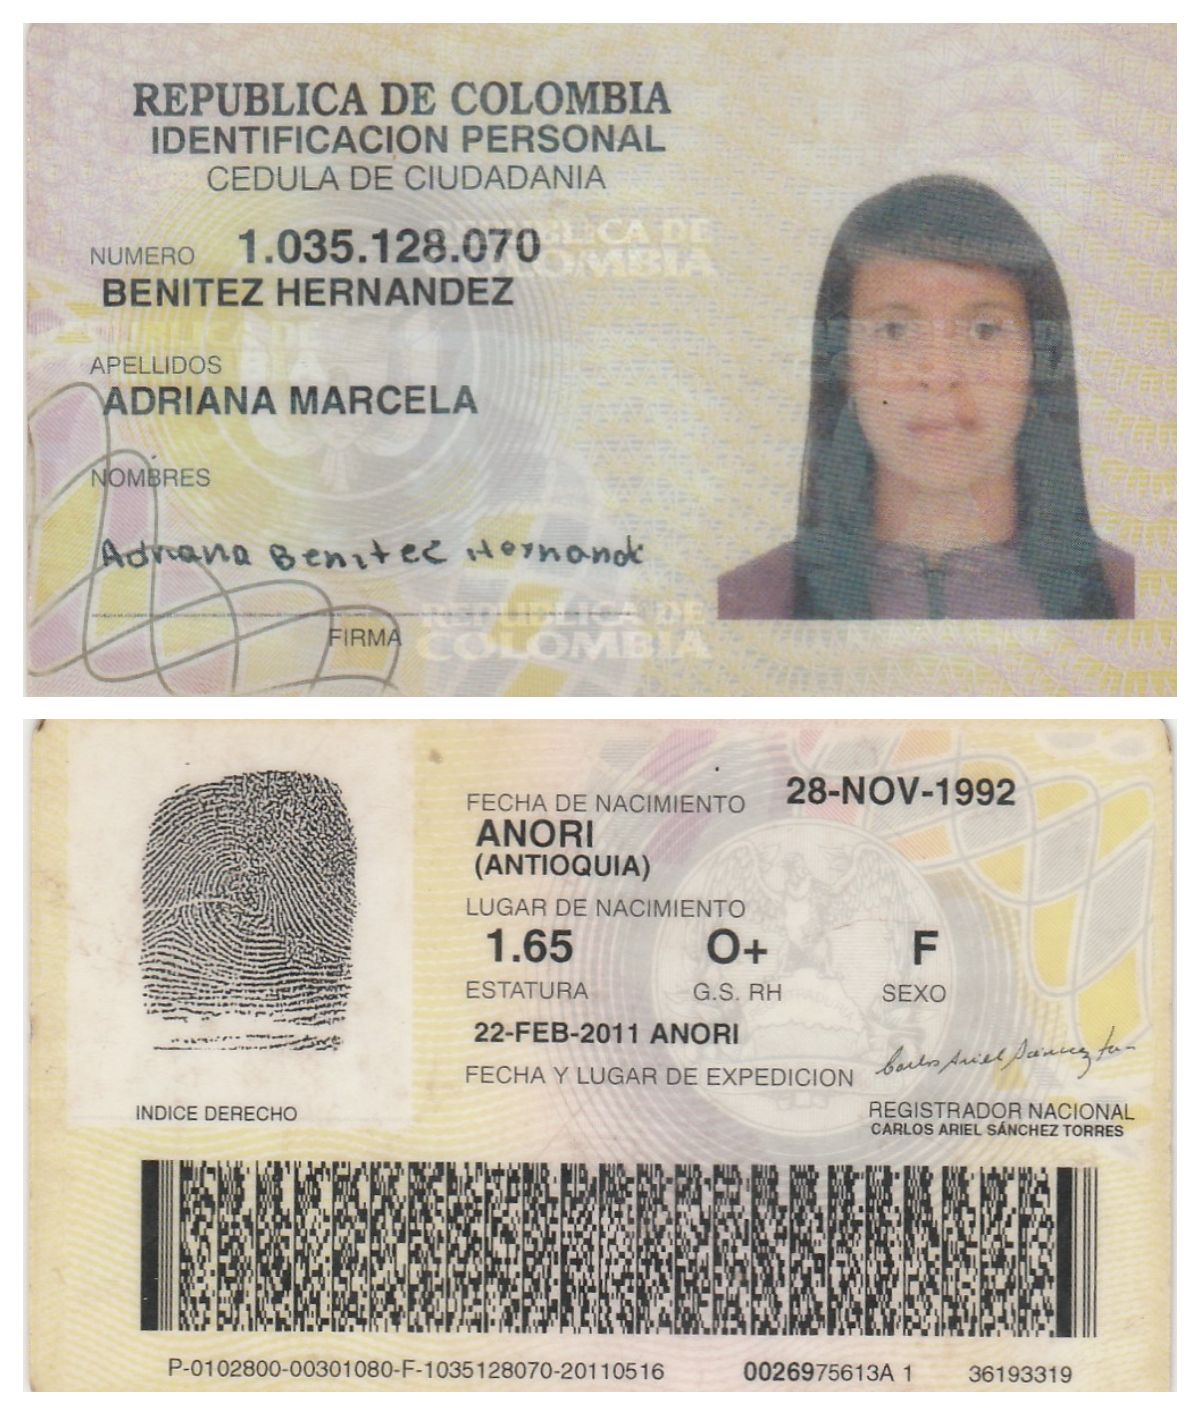 REPUBLICA DE COLOMBIA
IDENTIFICACION PERSONAL
CEDULA DE CIUDADANIA
NUMERO 1.035.128.070
BENITEZ HERNANDEZ
APELLIDOS
ADRIANA MARCELA
NOMBRES
Adriana Benitez Hernand
FIRMA
REPUBLICA DE
COLOMBIA
REPUBLICA DE
COLOMBIA
FECHA DE NACIMIENTO 28-NOV-1992
ANORI
(ANTIOQUIA)
LUGAR DE NACIMIENTO
1.65 O+ F
ESTATURA G.S. RH SEXO
22-FEB-2011 ANORI
FECHA Y LUGAR DE EXPEDICION
INDICE DERECHO
Carlos Ariel Sánchez
REGISTRADOR NACIONAL
CARLOS ARIEL SÁNCHEZ TORRES
P-0102800-00301080-F-1035128070-20110516 0026975613A 1 36193319